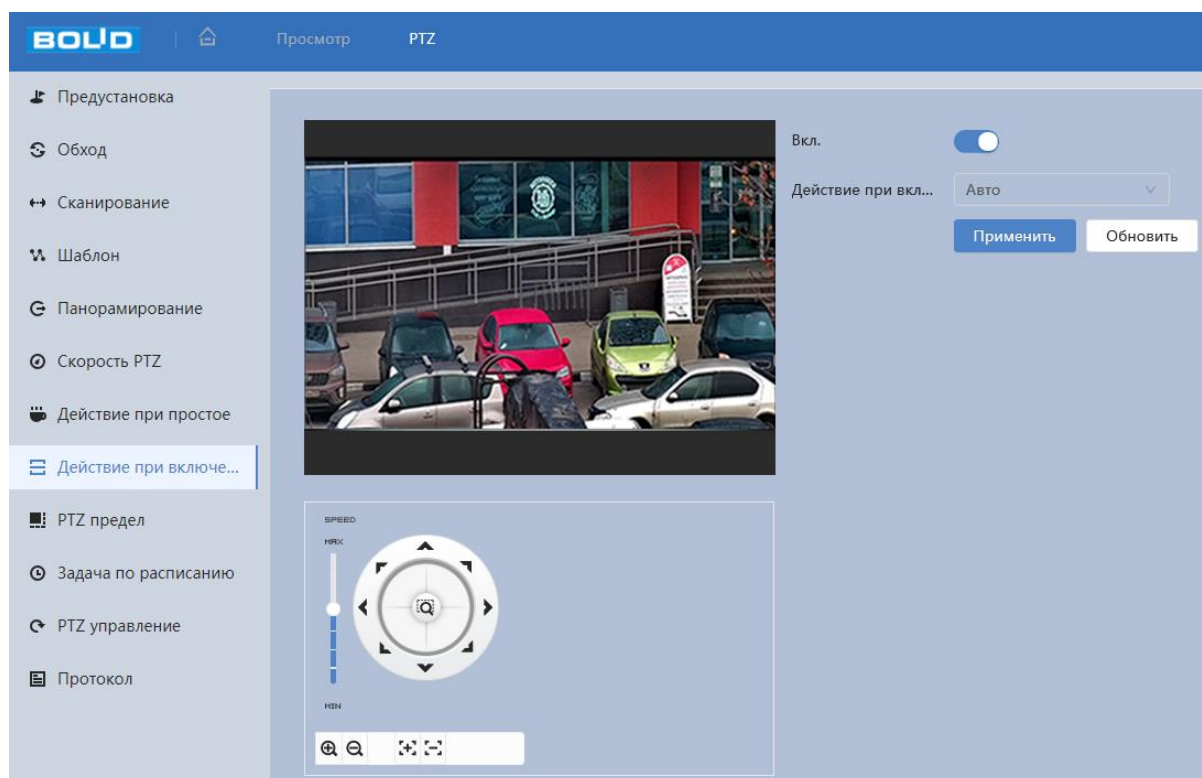 BOLID
Просмотр
PTZ
Предустановка
Обход
Сканирование
Шаблон
Панорамирование
Скорость PTZ
Действие при простое
Действие при включе...
PTZ предел
Задача по расписанию
PTZ управление
Протокол
Вкл.
Действие при вкл...
Авто
Применить
Обновить
SPEED
MAX
MIN